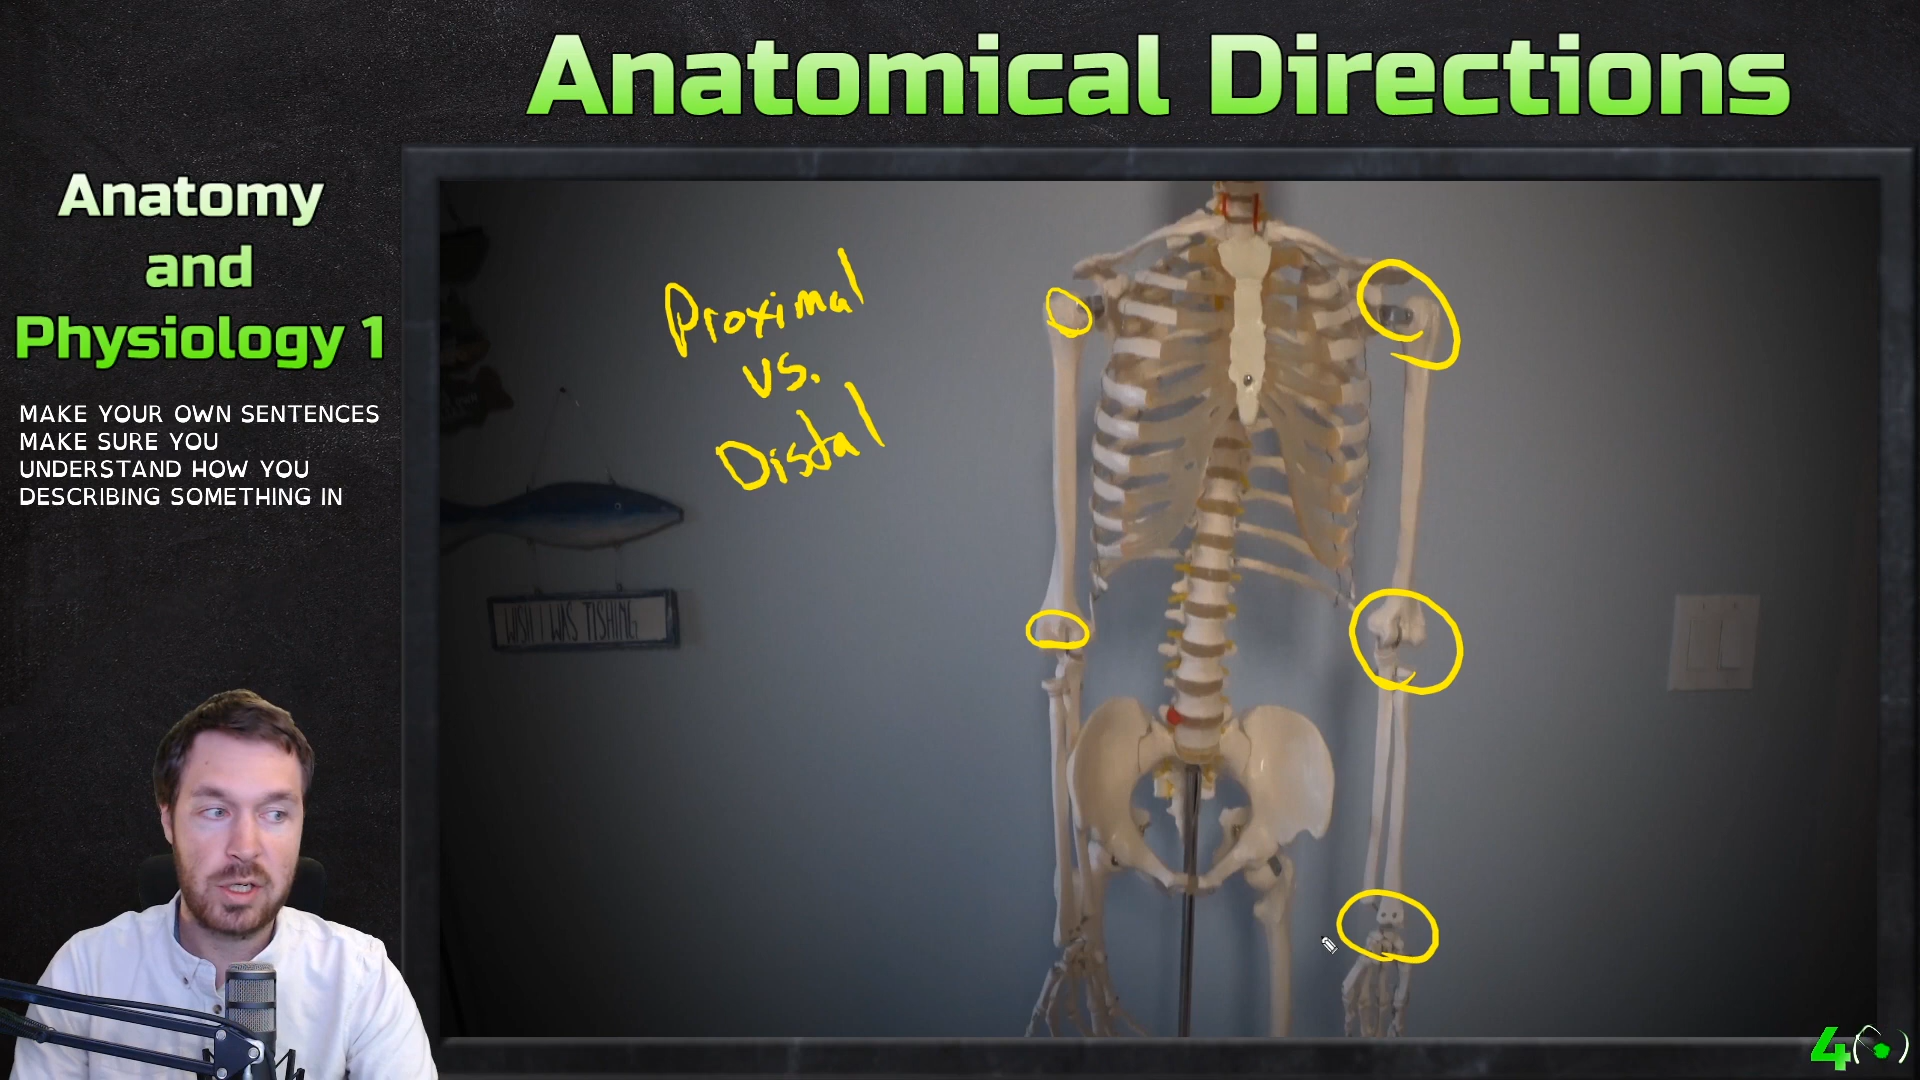 Anatomical Directions
Anatomy
and
Physiology 1
MAKE YOUR OWN SENTENCES
MAKE SURE YOU
UNDERSTAND HOW YOU
DESCRIBING SOMETHING IN
Proximal
vs.
Distal
WISH I WAS FISHING
4